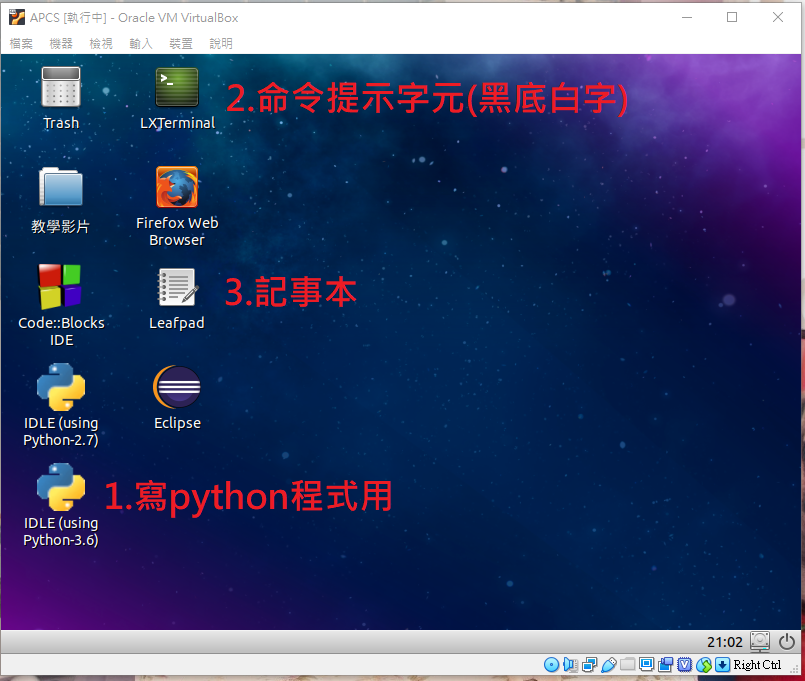 APCS [執行中] - Oracle VM VirtualBox
檔案 機器 檢視 輸入 裝置 說明
Trash
LXTerminal
2.命令提示字元(黑底白字)
教學影片
Firefox Web
Browser
Code::Blocks
IDE
Leafpad
3.記事本
IDLE (using
Python-2.7)
Eclipse
IDLE (using
Python-3.6)
1.寫python程式用
21:02
Right Ctrl